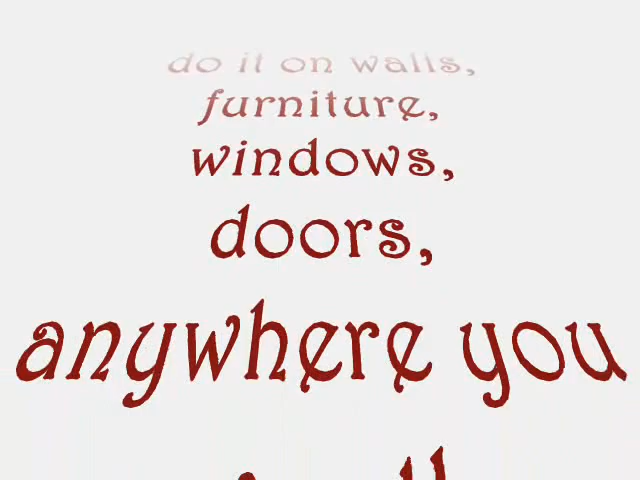 do it on walls,
furniture,
windows,
doors,
anywhere you